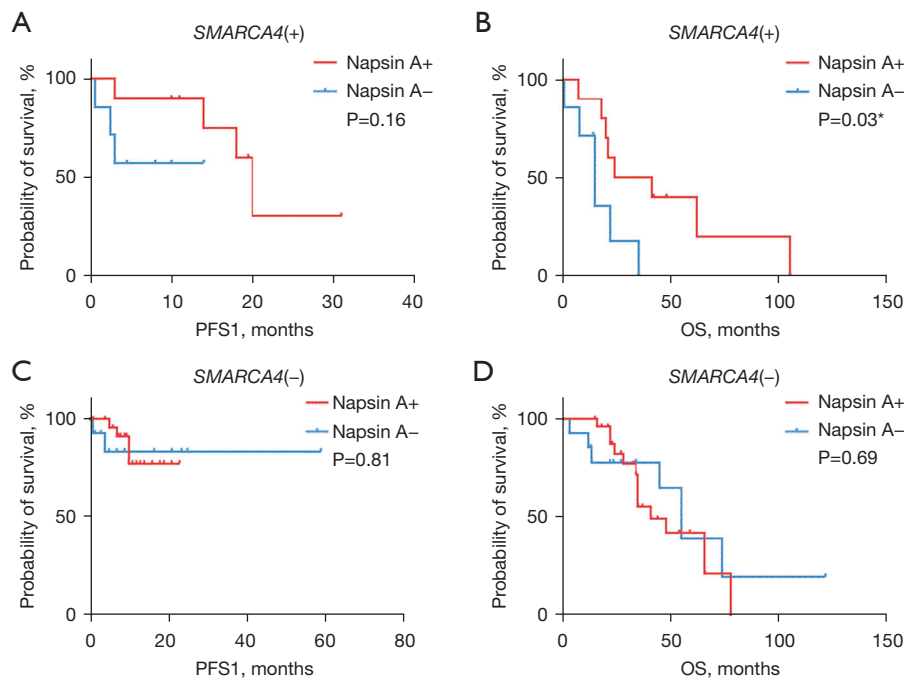 A
SMARCA4(+)
Probability of survival, %
100
50
0
0 10 20 30 40
PFS1, months
Napsin A+
Napsin A−
P=0.16
B
SMARCA4(+)
Probability of survival, %
100
50
0
0 50 100 150
OS, months
Napsin A+
Napsin A−
P=0.03*
C
SMARCA4(−)
Probability of survival, %
100
50
0
0 20 40 60 80
PFS1, months
Napsin A+
Napsin A−
P=0.81
D
SMARCA4(−)
Probability of survival, %
100
50
0
0 50 100 150
OS, months
Napsin A+
Napsin A−
P=0.69